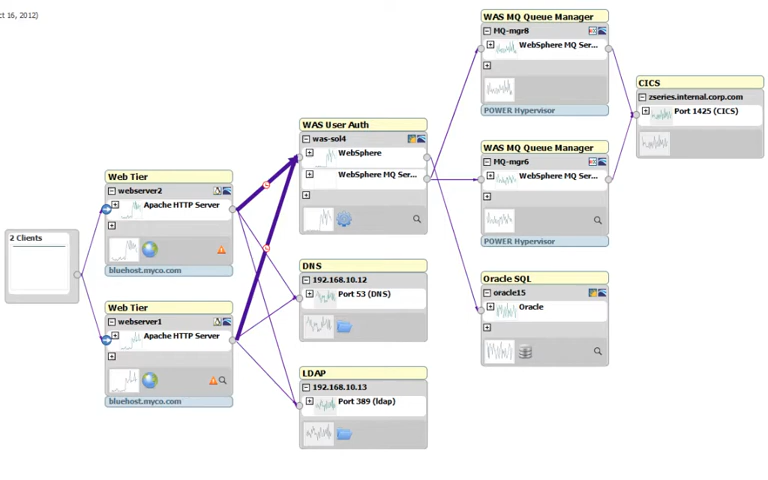 ct 16, 2012)
2 Clients
Web Tier
webserver2
Apache HTTP Server
bluehost.myco.com
Web Tier
webserver1
Apache HTTP Server
bluehost.myco.com
WAS User Auth
was-sol4
WebSphere
WebSphere MQ Ser...
DNS
192.168.10.12
Port 53 (DNS)
LDAP
192.168.10.13
Port 389 (ldap)
WAS MQ Queue Manager
MQ-mgr8
WebSphere MQ Ser...
POWER Hypervisor
WAS MQ Queue Manager
MQ-mgr6
WebSphere MQ Ser...
POWER Hypervisor
Oracle SQL
oracle15
Oracle
CICS
zseries.internal.corp.com
Port 1425 (CICS)